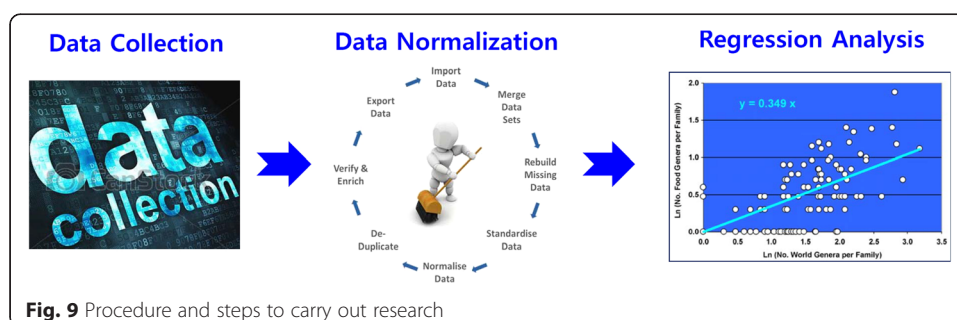 Data Collection
Data Normalization
Regression Analysis
data
collection
Import
Data
Merge
Data
Sets
Rebuild
Missing
Data
Standardise
Data
Normalise
Data
De-
Duplicate
Verify &
Enrich
Export
Data
y = 0.349 x
Ln (No. Food Genera per Family)
2.0
1.5
1.0
0.5
0.0
0.0 0.5 1.0 1.5 2.0 2.5 3.0 3.5
Ln (No. World Genera per Family)
Fig. 9 Procedure and steps to carry out research